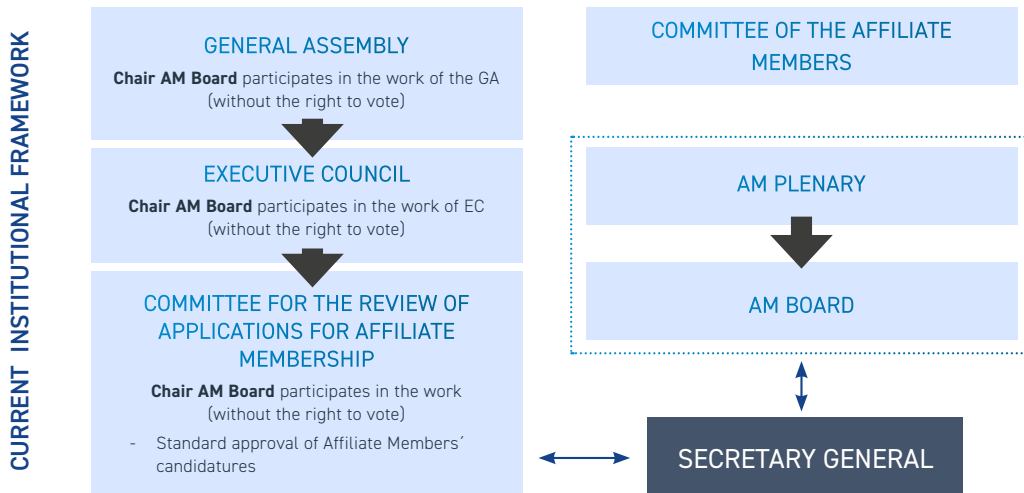 CURRENT INSTITUTIONAL FRAMEWORK
GENERAL ASSEMBLY
Chair AM Board participates in the work of the GA
(without the right to vote)
EXECUTIVE COUNCIL
Chair AM Board participates in the work of EC
(without the right to vote)
COMMITTEE FOR THE REVIEW OF
APPLICATIONS FOR AFFILIATE
MEMBERSHIP
Chair AM Board participates in the work
(without the right to vote)
- Standard approval of Affiliate Members´
candidatures
COMMITTEE OF THE AFFILIATE
MEMBERS
AM PLENARY
AM BOARD
SECRETARY GENERAL